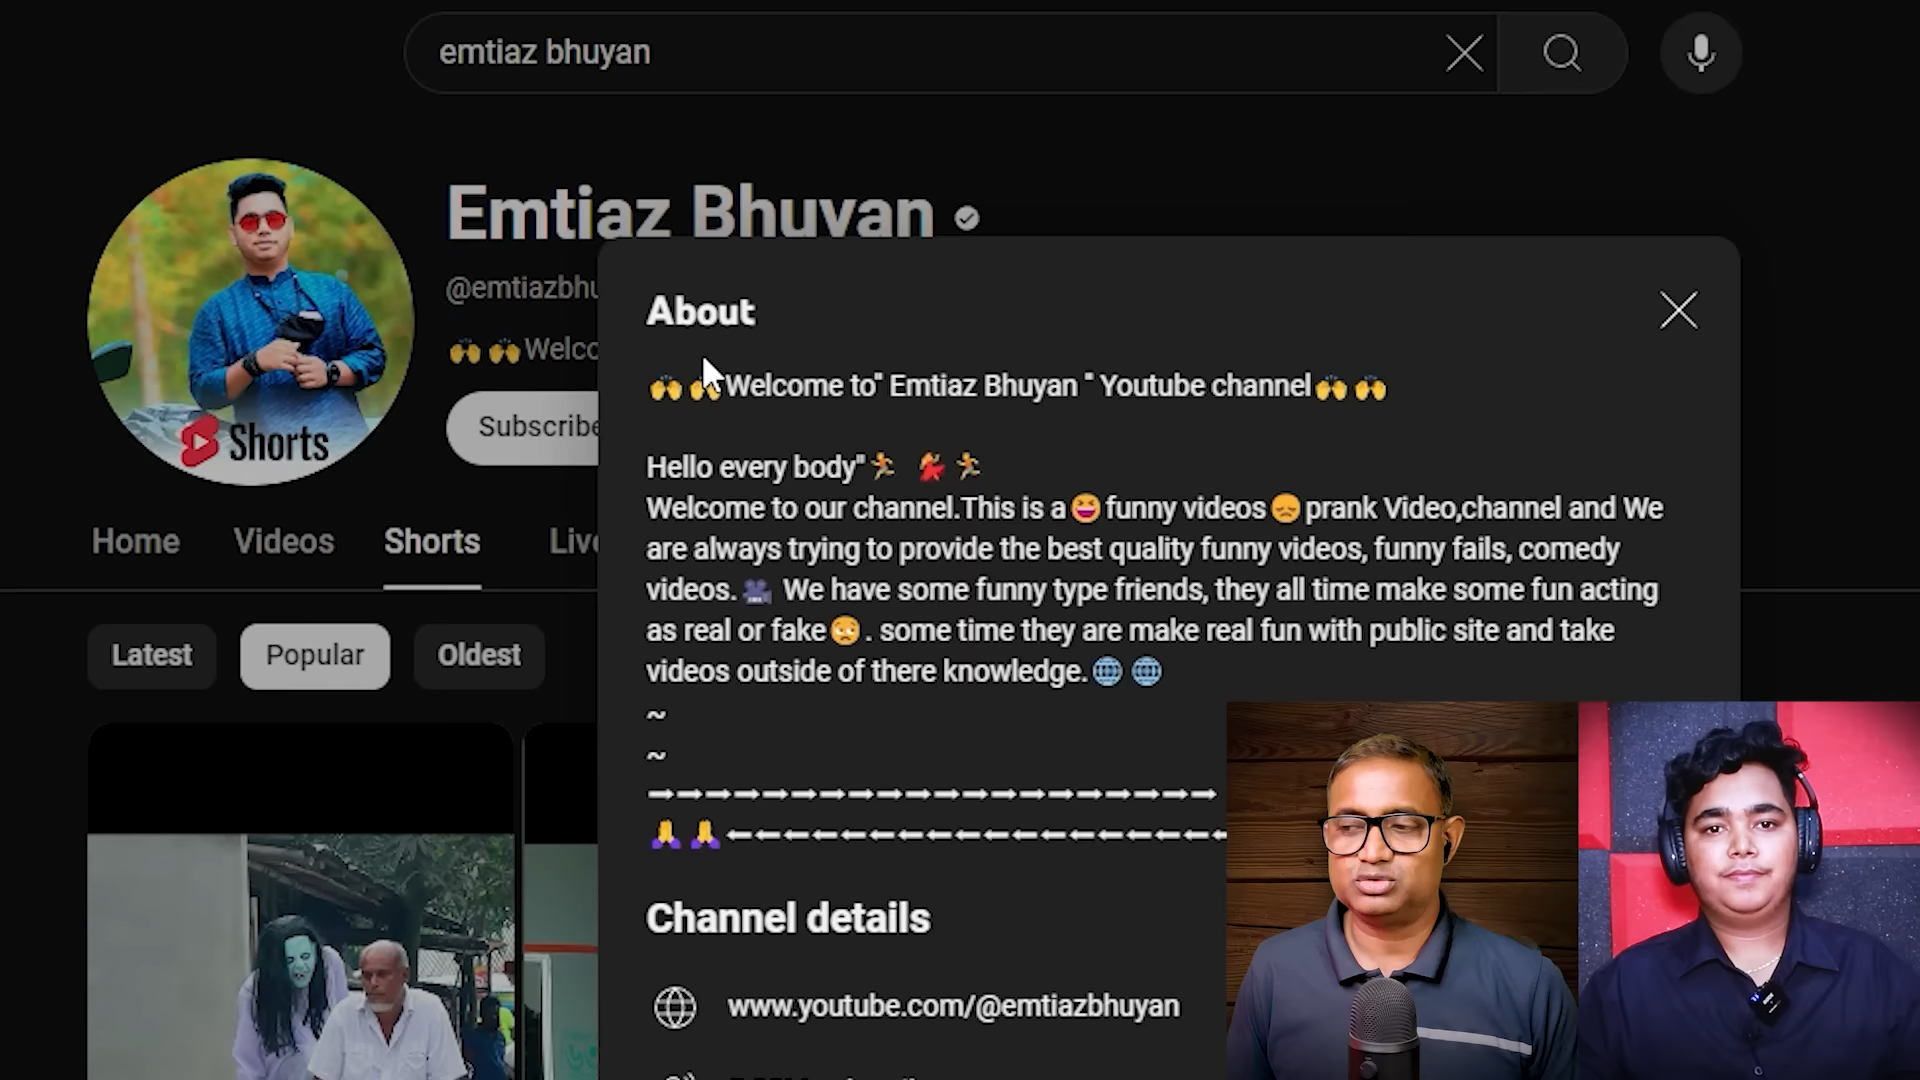 emtiaz bhuyan
Emtiaz Bhuyan
@emtiazbhu
🙌 🙌Welco
Subscribe
Shorts
Home
Videos
Shorts
Live
Latest
Popular
Oldest
About
🙌 🙌Welcome to" Emtiaz Bhuyan " Youtube channel🙌 🙌
Hello every body"🏃 💃🏃
Welcome to our channel.This is a😆funny videos😞prank Video,channel and We
are always trying to provide the best quality funny videos, funny fails, comedy
videos.🎥 We have some funny type friends, they all time make some fun acting
as real or fake😳. some time they are make real fun with public site and take
videos outside of there knowledge.🌐 🌐
~
~
→→→→→→→→→→→→→→→→→→→→
🙏 🙏←←←←←←←←←←←←←←←←←←
Channel details
www.youtube.com/@emtiazbhuyan